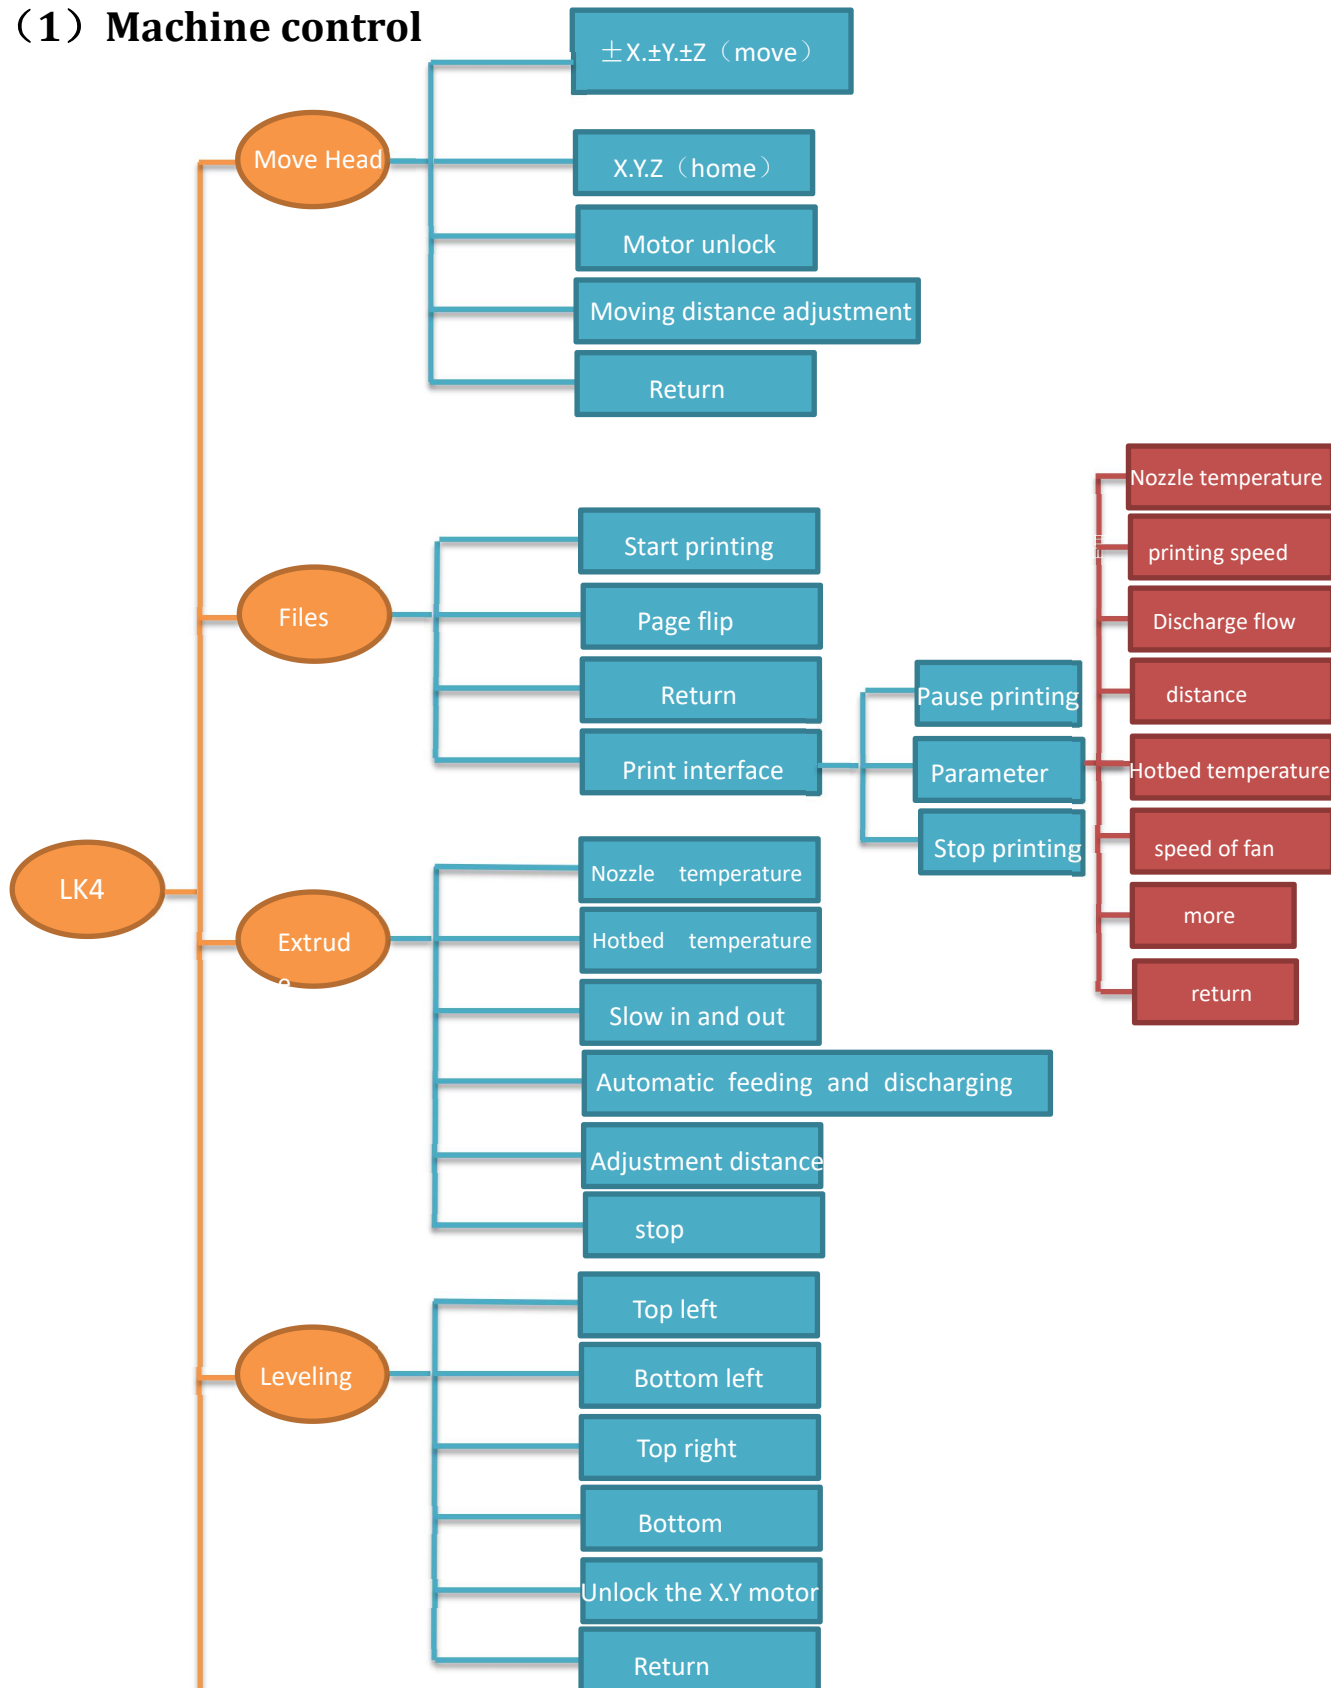 （1）Machine control
±X.±Y.±Z（move）
Move Head
X.Y.Z（home）
Motor unlock
Moving distance adjustment
Return
Files
Start printing
Page flip
Return
Print interface
Pause printing
Parameter
Stop printing
Nozzle temperature
printing speed
Discharge flow
distance
Hotbed temperature
speed of fan
more
return
LK4
Extrud
e
Nozzle temperature
Hotbed temperature
Slow in and out
Automatic feeding and discharging
Adjustment distance
stop
Leveling
Top left
Bottom left
Top right
Bottom
Unlock the X.Y motor
Return